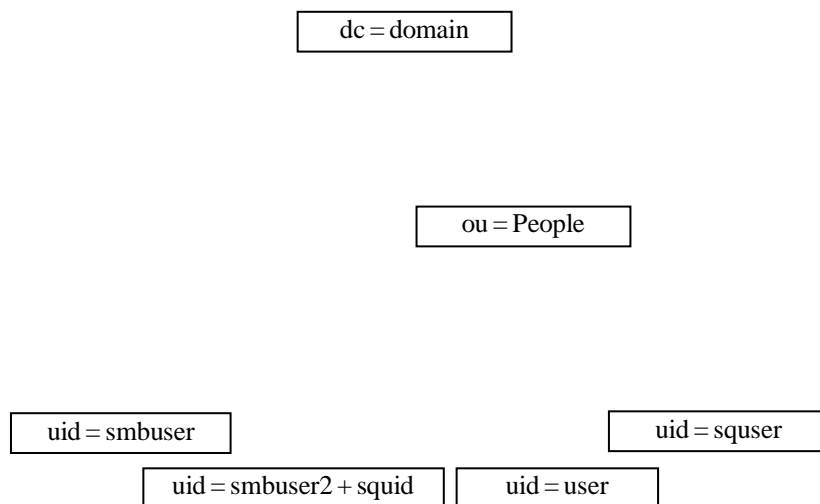 dc = domain
ou = People
uid = smbuser
uid = squser
uid = smbuser2 + squid
uid = user